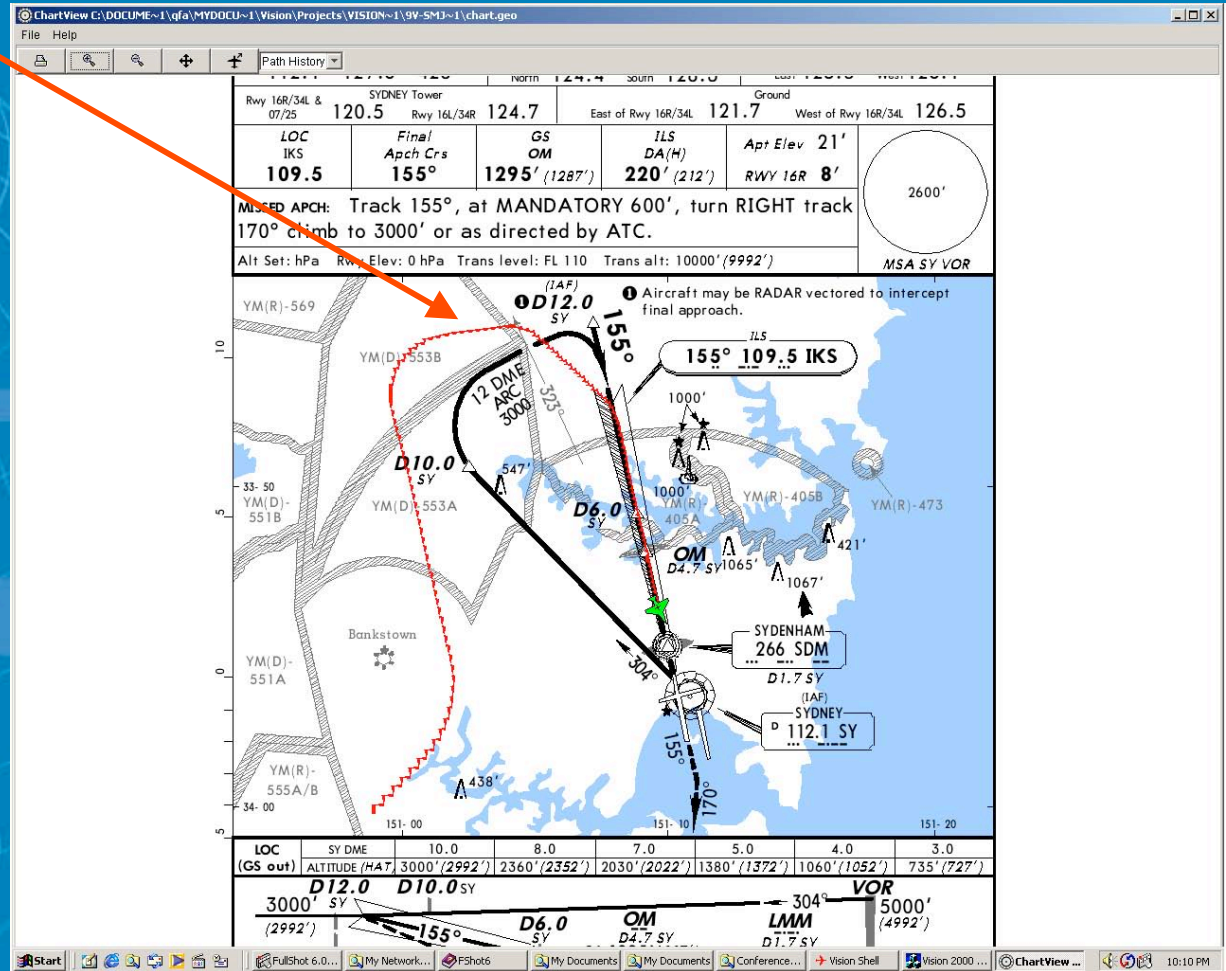 ChartView C:\DOCUME~1\qfa\MYDOCU~1\Vision\Projects\VISION~1\9V-SMJ~1\chart.geo
File Help
Path History
North 124.4 South
Rwy 16R/34L & 07/25 SYDNEY Tower 120.5 Rwy 16L/34R 124.7 Ground East of Rwy 16R/34L 121.7 West of Rwy 16R/34L 126.5
LOC IKS 109.5
Final Apch Crs 155°
GS OM 1295' (1287')
ILS DA(H) 220' (212')
Apt Elev 21'
RWY 16R 8'
2600'
MISSED APCH: Track 155°, at MANDATORY 600', turn RIGHT track
170° climb to 3000' or as directed by ATC.
Alt Set: hPa Rwy Elev: 0 hPa Trans level: FL 110 Trans alt: 10000' (9992')
MSA SY VOR
YM(R)-569
(IAF)
❶D12.0
SY
❶ Aircraft may be RADAR vectored to intercept
final approach.
155°
ILS
155° 109.5 IKS
10
YM(D)-553B
12 DME
ARC
3000
323°
1000'
D10.0
SY
547'
33-50
YM(D)-
551B
5
YM(D)-553A
D6.0
SY
1000'
YM(R)-
405A
YM(R)-405B
YM(R)-473
OM
D4.7 SY
1065'
421'
1067'
Bankstown
SYDENHAM
266 SDM
D1.7 SY
YM(D)-
551A
0
304°
(IAF)
SYDNEY
D 112.1 SY
155°
170°
YM(R)-
555A/B
438'
34-00
5
151-00
151-10
151-20
LOC SY DME 10.0 8.0 7.0 5.0 4.0 3.0
(GS out) ALTITUDE (HAT) 3000' (2992') 2360' (2352') 2030' (2022') 1380' (1372') 1060' (1052') 735' (727')
D12.0 D10.0 SY VOR
3000' SY 304° 5000'
(2992') (4992')
155° D6.0 OM LMM
SY D4.7 SY D1.7 SY
Start FullShot 6.0... My Network... FShot6 My Documents My Documents Conference... Vision Shell Vision 2000 ... ChartView ... 10:10 PM